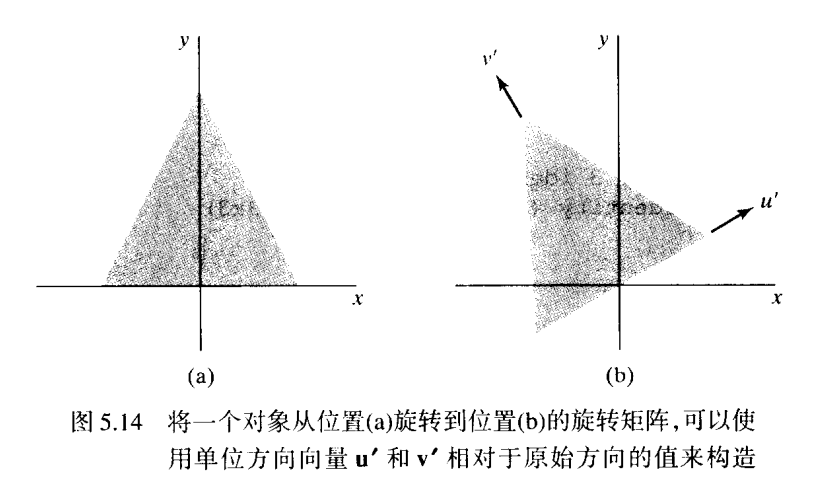 y
x
(a)
v′
y
u′
x
(b)
图 5.14 将一个对象从位置(a)旋转到位置(b)的旋转矩阵,可以使
用单位方向向量 u′ 和 v′ 相对于原始方向的值来构造